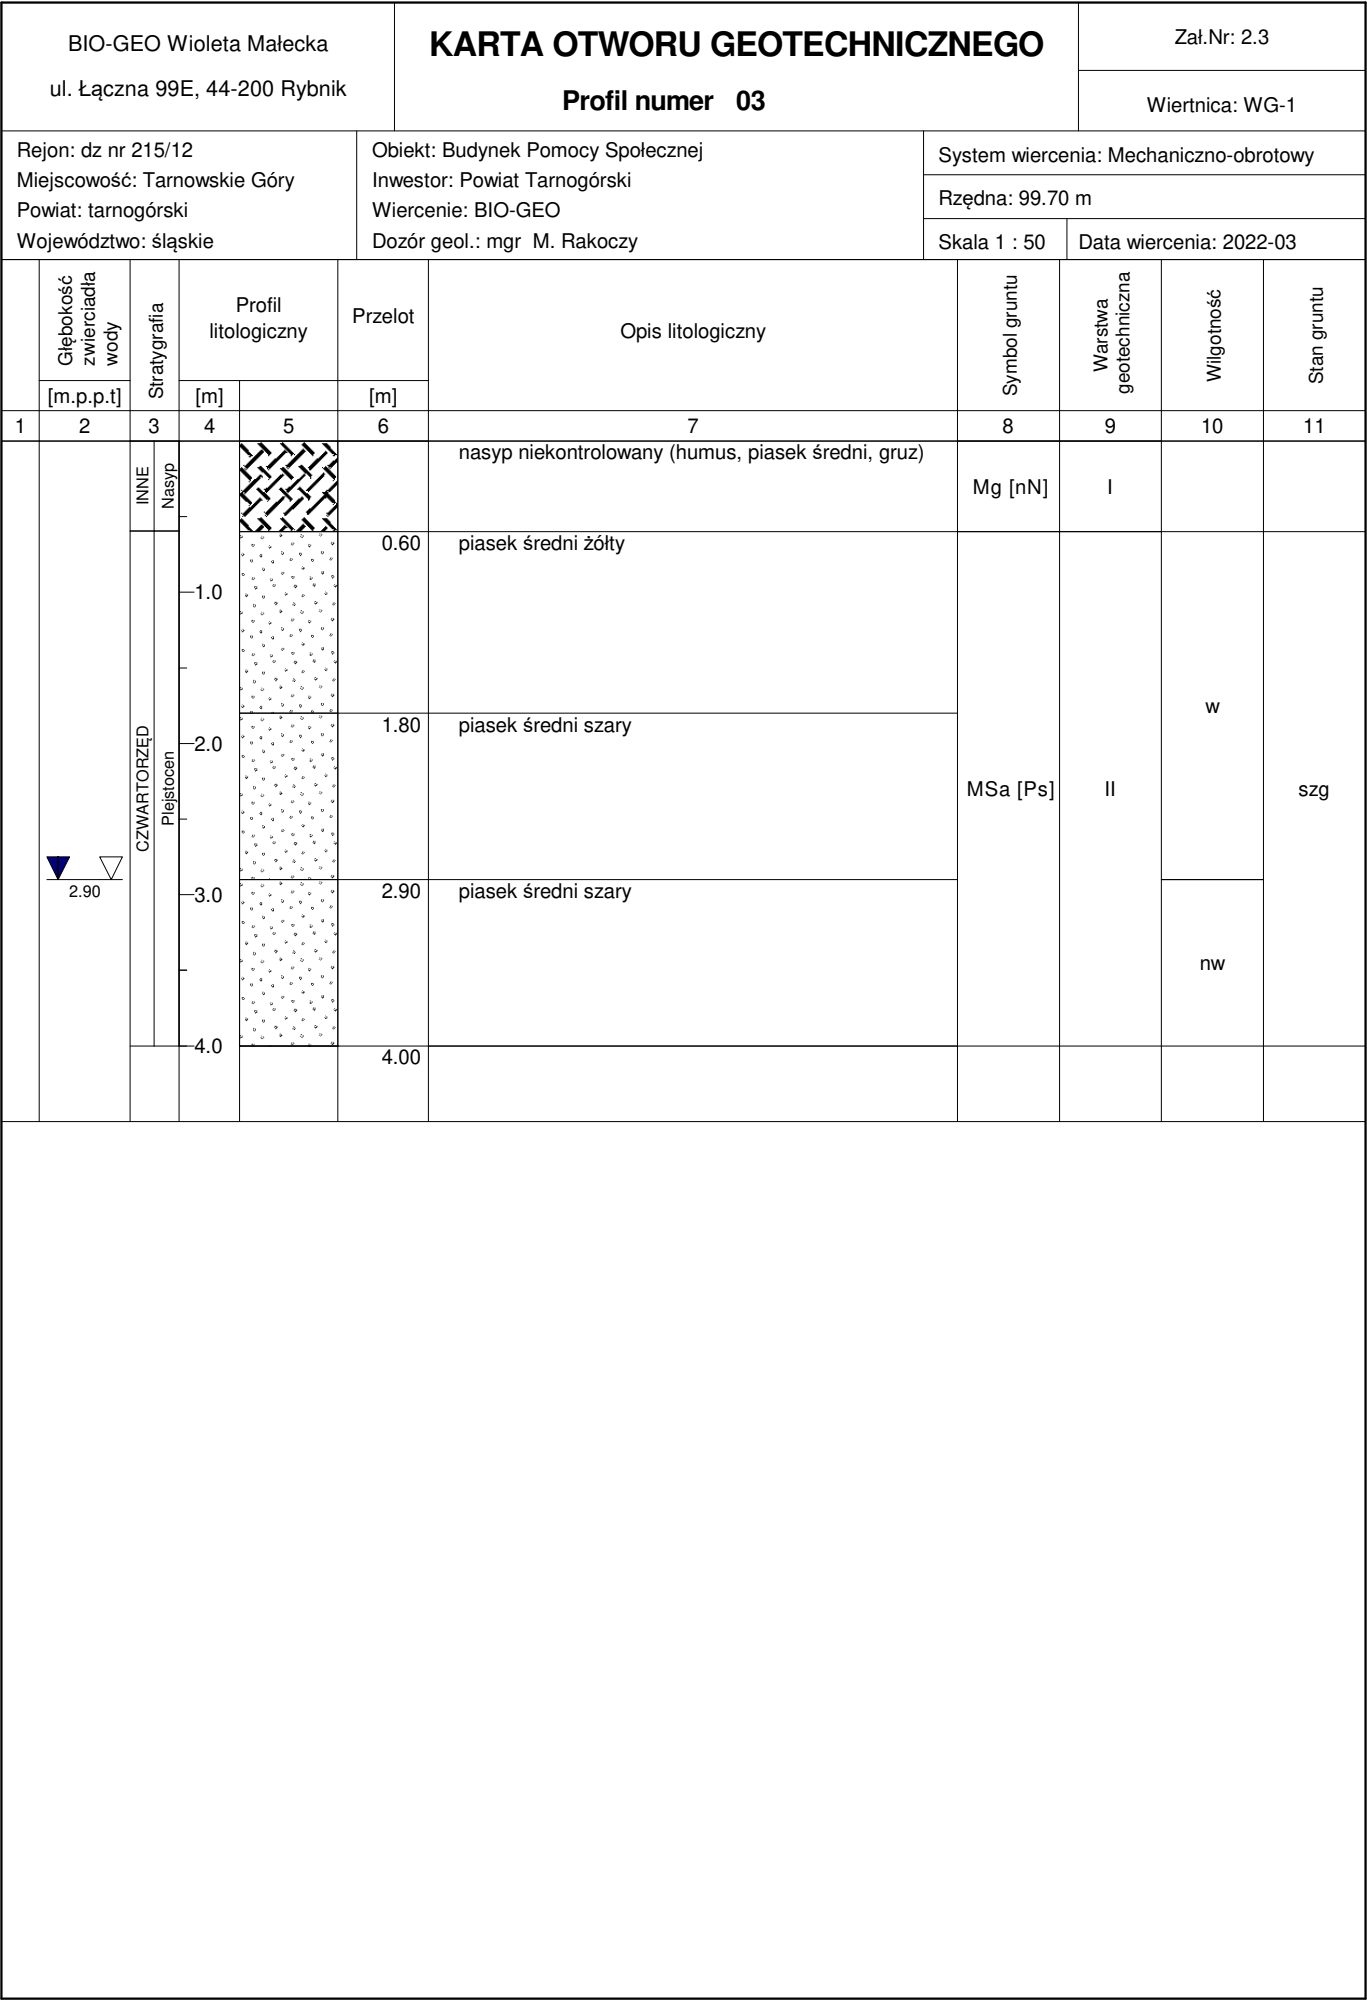 BIO-GEO Wioleta Małecka
ul. Łączna 99E, 44-200 Rybnik
KARTA OTWORU GEOTECHNICZNEGO
Profil numer 03
Zał.Nr: 2.3
Wiertnica: WG-1
Rejon: dz nr 215/12
Miejscowość: Tarnowskie Góry
Powiat: tarnogórski
Województwo: śląskie
Obiekt: Budynek Pomocy Społecznej
Inwestor: Powiat Tarnogórski
Wiercenie: BIO-GEO
Dozór geol.: mgr M. Rakoczy
System wiercenia: Mechaniczno-obrotowy
Rzędna: 99.70 m
Skala 1 : 50
Data wiercenia: 2022-03
Głębokość
zwierciadła
wody
[m.p.p.t]
Stratygrafia
Profil
litologiczny
[m]
Przelot
[m]
Opis litologiczny
Symbol gruntu
Warstwa
geotechniczna
Wilgotność
Stan gruntu
1 2 3 4 5 6 7 8 9 10 11
INNE
Nasyp
nasyp niekontrolowany (humus, piasek średni, gruz)
Mg [nN]
I
0.60 piasek średni żółty
1.0
1.80 piasek średni szary
2.0
CZWARTORZĘD
Plejstocen
w
MSa [Ps]
II
szg
2.90
3.0
2.90 piasek średni szary
nw
4.0
4.00